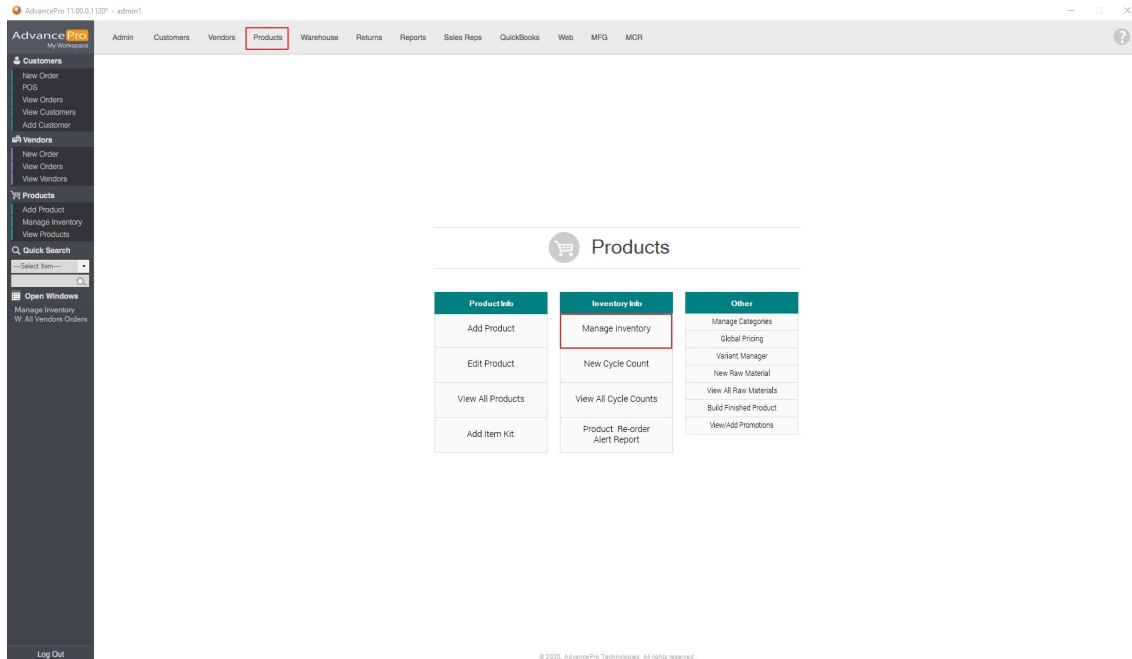 AdvancePro 11.00.0.1120* - admin1
AdvancePro
My Workspace
Admin Customers Vendors Products Warehouse Returns Reports Sales Reps QuickBooks Web MFG MCR ?
Customers
New Order
POS
View Orders
View Customers
Add Customer
Vendors
New Order
View Orders
View Vendors
Products
Add Product
Manage Inventory
View Products
Quick Search
---Select Item---
Open Windows
Manage Inventory
W: All Vendors Orders
Log Out
Products
Product Info
Add Product
Edit Product
View All Products
Add Item Kit
Inventory Info
Manage Inventory
New Cycle Count
View All Cycle Counts
Product Re-order
Alert Report
Other
Manage Categories
Global Pricing
Variant Manager
New Raw Material
View All Raw Materials
Build Finished Product
View/Add Promotions
© 2020, AdvancePro Technologies. All rights reserved.